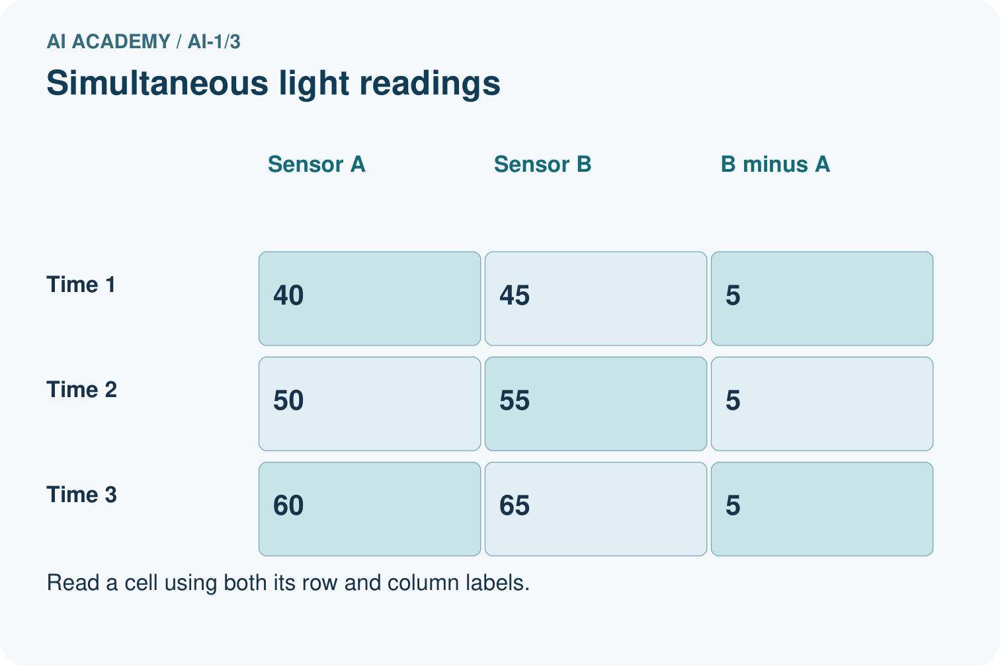 AI ACADEMY / AI-1/3
Simultaneous light readings
Sensor A Sensor B B minus A
Time 1 40 45 5
Time 2 50 55 5
Time 3 60 65 5
Read a cell using both its row and column labels.